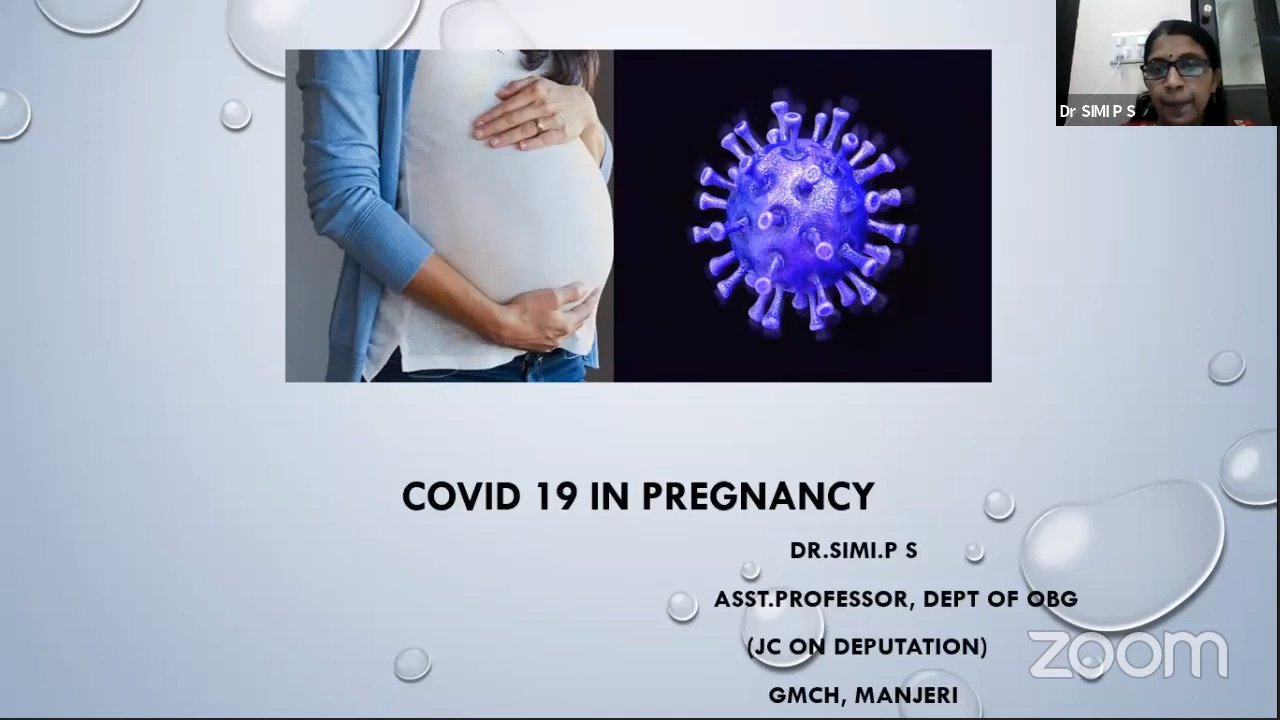 Dr SIMI P S
COVID 19 IN PREGNANCY
DR.SIMI.P S
ASST.PROFESSOR, DEPT OF OBG
(JC ON DEPUTATION)
GMCH, MANJERI
zoom